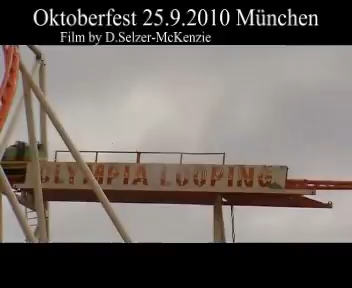 Oktoberfest 25.9.2010 München
Film by D.Selzer-McKenzie
OLYMPIA LOOPING